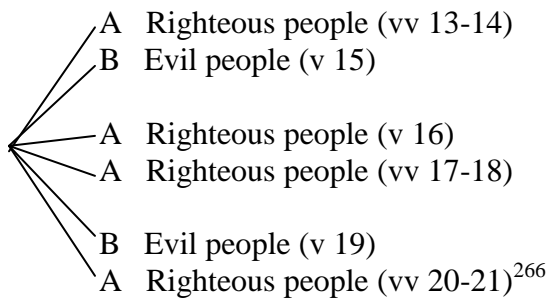 A Righteous people (vv 13-14)
B Evil people (v 15)
A Righteous people (v 16)
A Righteous people (vv 17-18)
B Evil people (v 19)
A Righteous people (vv 20-21)266